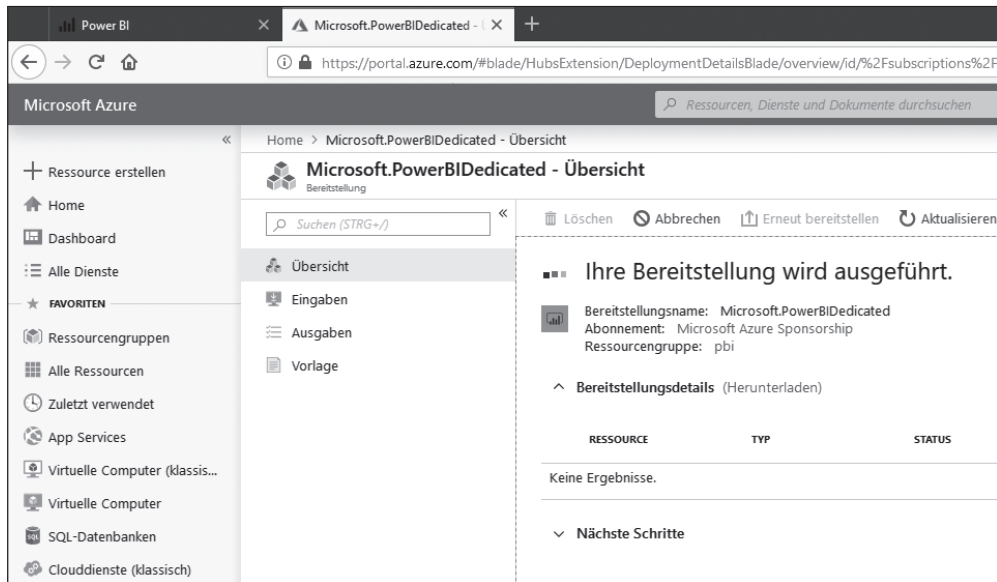 Power BI
Microsoft.PowerBIDedicated - Ü
https://portal.azure.com/#blade/HubsExtension/DeploymentDetailsBlade/overview/id/%2Fsubscriptions%2F
Microsoft Azure
Ressourcen, Dienste und Dokumente durchsuchen
Home > Microsoft.PowerBIDedicated - Übersicht
Ressource erstellen
Home
Dashboard
Alle Dienste
FAVORITEN
Ressourcengruppen
Alle Ressourcen
Zuletzt verwendet
App Services
Virtuelle Computer (klassis...
Virtuelle Computer
SQL-Datenbanken
Clouddienste (klassisch)
Microsoft.PowerBIDedicated - Übersicht
Bereitstellung
Suchen (STRG+/)
Übersicht
Eingaben
Ausgaben
Vorlage
Löschen Abbrechen Erneut bereitstellen Aktualisieren
Ihre Bereitstellung wird ausgeführt.
Bereitstellungsname: Microsoft.PowerBIDedicated
Abonnement: Microsoft Azure Sponsorship
Ressourcengruppe: pbi
Bereitstellungsdetails (Herunterladen)
RESSOURCE TYP STATUS
Keine Ergebnisse.
Nächste Schritte